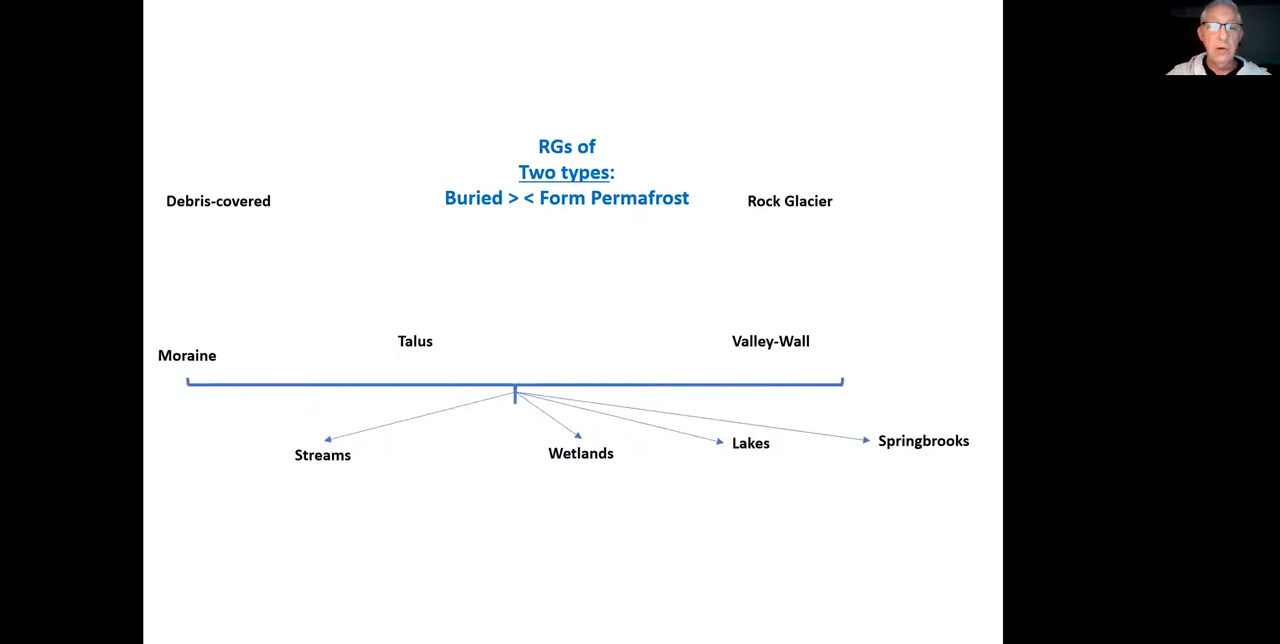 RGs of
Two types:
Buried > < Form Permafrost
Debris-covered
Rock Glacier
Talus
Valley-Wall
Moraine
Streams
Wetlands
Lakes
Springbrooks